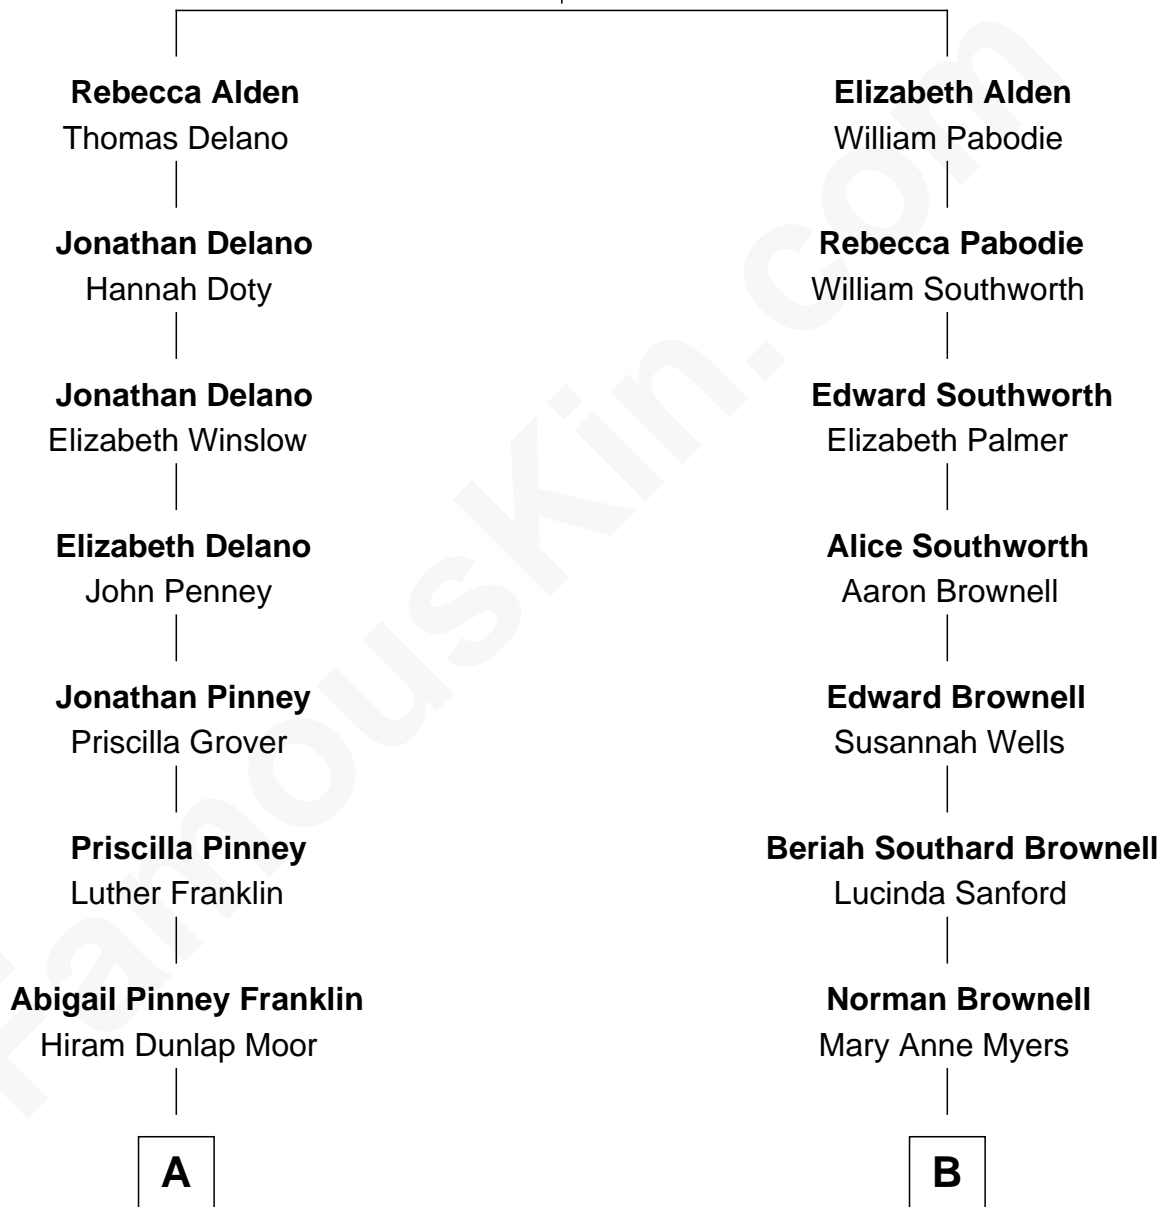 Rebecca Alden
Thomas Delano
Jonathan Delano
Hannah Doty
Jonathan Delano
Elizabeth Winslow
Elizabeth Delano
John Penney
Jonathan Pinney
Priscilla Grover
Priscilla Pinney
Luther Franklin
Abigail Pinney Franklin
Hiram Dunlap Moor
A
Elizabeth Alden
William Pabodie
Rebecca Pabodie
William Southworth
Edward Southworth
Elizabeth Palmer
Alice Southworth
Aaron Brownell
Edward Brownell
Susannah Wells
Beriah Southard Brownell
Lucinda Sanford
Norman Brownell
Mary Anne Myers
B
FamousKin.com